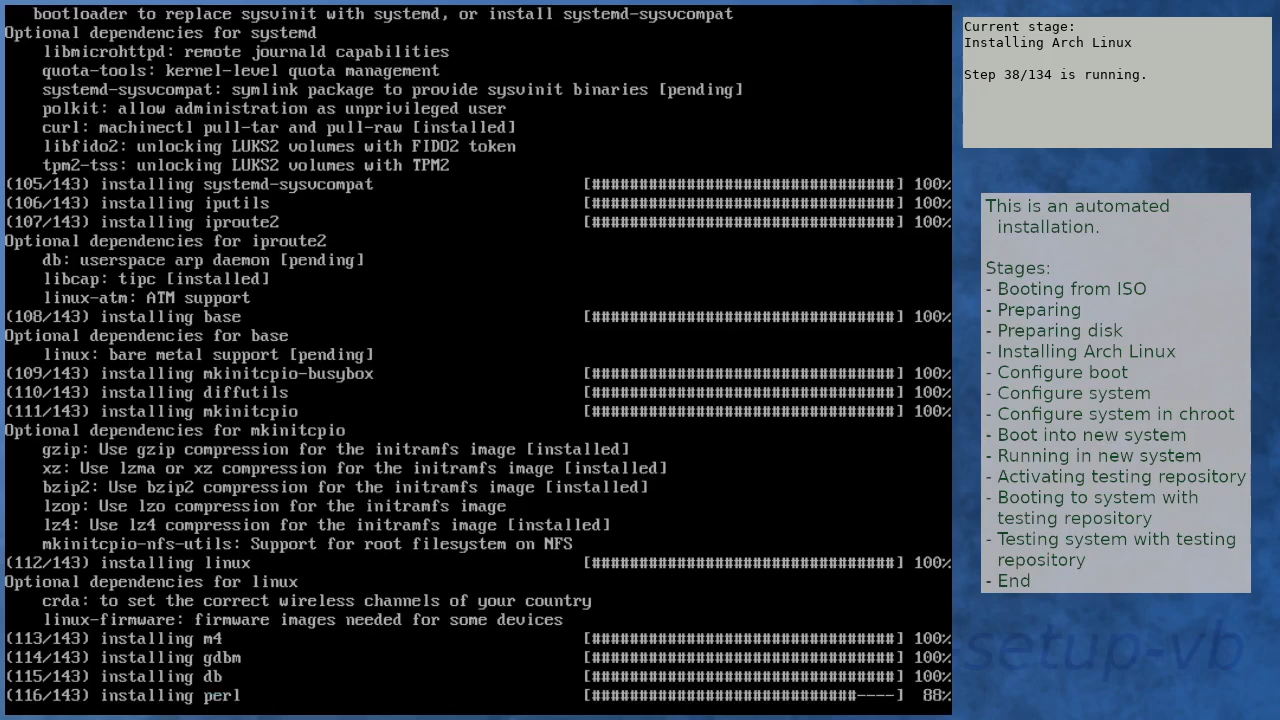 bootloader to replace sysvinit with systemd, or install systemd-sysvcompat
Optional dependencies for systemd
libmicrohttpd: remote journald capabilities
quota-tools: kernel-level quota management
systemd-sysvcompat: symlink package to provide sysvinit binaries [pending]
polkit: allow administration as unprivileged user
curl: machinectl pull-tar and pull-raw [installed]
libfido2: unlocking LUKS2 volumes with FIDO2 token
tpm2-tss: unlocking LUKS2 volumes with TPM2
(105/143) installing systemd-sysvcompat [################################] 100%
(106/143) installing iputils [################################] 100%
(107/143) installing iproute2 [################################] 100%
Optional dependencies for iproute2
db: userspace arp daemon [pending]
libcap: tipc [installed]
linux-atm: ATM support
(108/143) installing base [################################] 100%
Optional dependencies for base
linux: bare metal support [pending]
(109/143) installing mkinitcpio-busybox [################################] 100%
(110/143) installing diffutils [################################] 100%
(111/143) installing mkinitcpio [################################] 100%
Optional dependencies for mkinitcpio
gzip: Use gzip compression for the initramfs image [installed]
xz: Use lzma or xz compression for the initramfs image [installed]
bzip2: Use bzip2 compression for the initramfs image [installed]
lzop: Use lzo compression for the initramfs image
lz4: Use lz4 compression for the initramfs image [installed]
mkinitcpio-nfs-utils: Support for root filesystem on NFS
(112/143) installing linux [################################] 100%
Optional dependencies for linux
crda: to set the correct wireless channels of your country
linux-firmware: firmware images needed for some devices
(113/143) installing m4 [################################] 100%
(114/143) installing gdbm [################################] 100%
(115/143) installing db [################################] 100%
(116/143) installing perl [############################----] 88%
Current stage:
Installing Arch Linux
Step 38/134 is running.
This is an automated
installation.
Stages:
- Booting from ISO
- Preparing
- Preparing disk
- Installing Arch Linux
- Configure boot
- Configure system
- Configure system in chroot
- Boot into new system
- Running in new system
- Activating testing repository
- Booting to system with
testing repository
- Testing system with testing
repository
- End
setup-vb